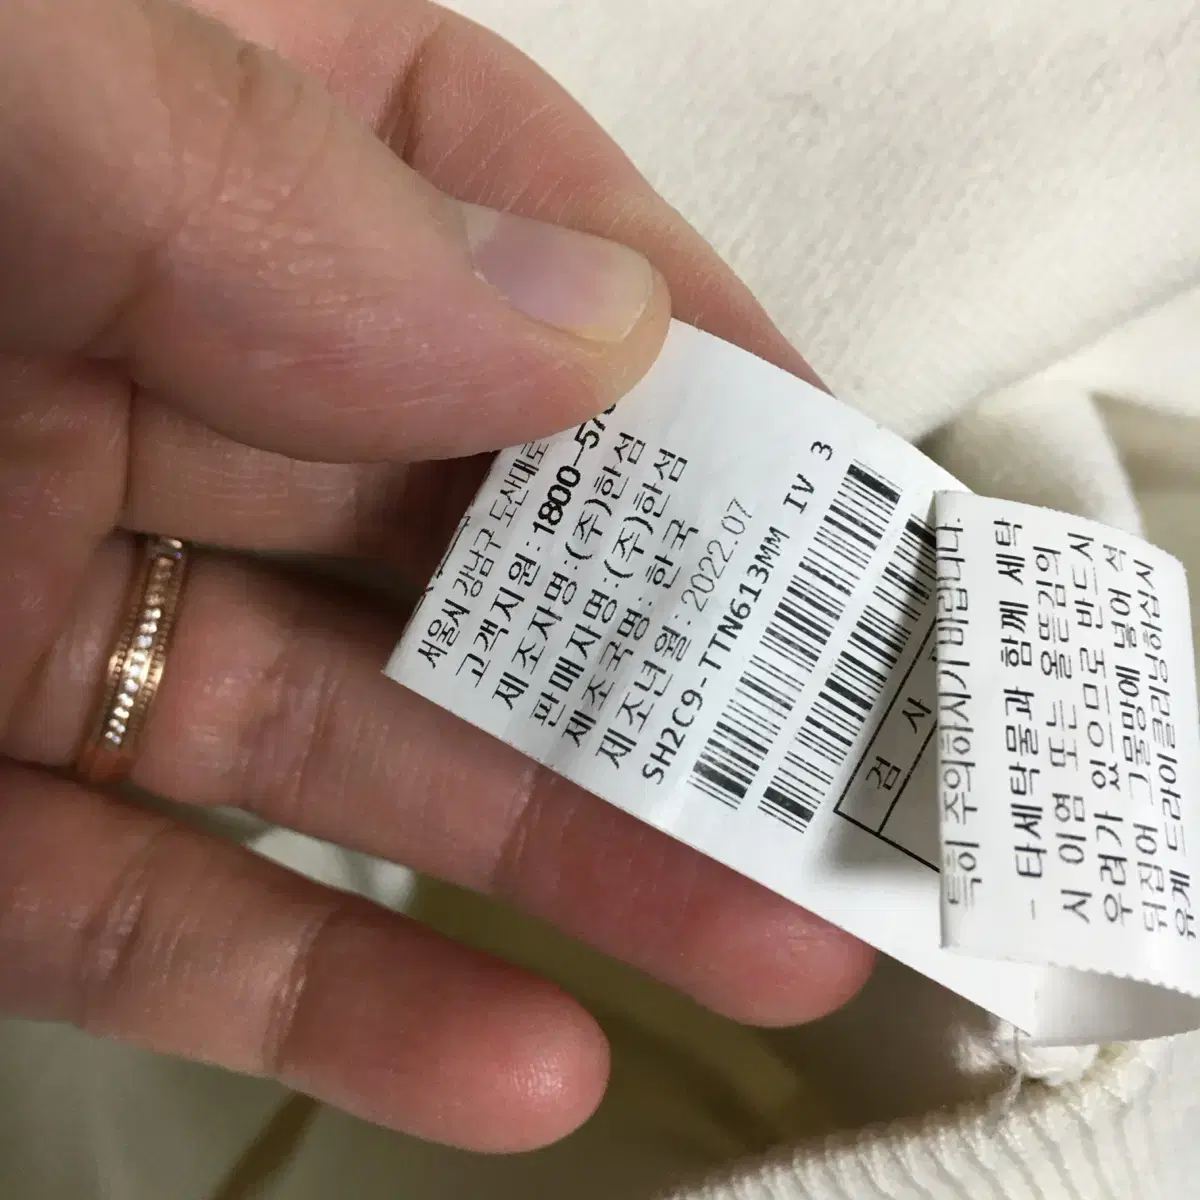 서울시 강남구 도산대로
고객지원:1800-57
제조자명:(주)한섬
판매자명:(주)한섬
제조국명:한국
제조년월:2022.07
SH2C9-TTN613MM IV 3
검 사
특히 주의하시기 바랍니다.
- 타세탁물과 함께 세탁
시 이염 또는 올뜯김의
우려가 있으므로 반드시
뒤집어 그물망에 넣어 석
유계 드라이클리닝하십시